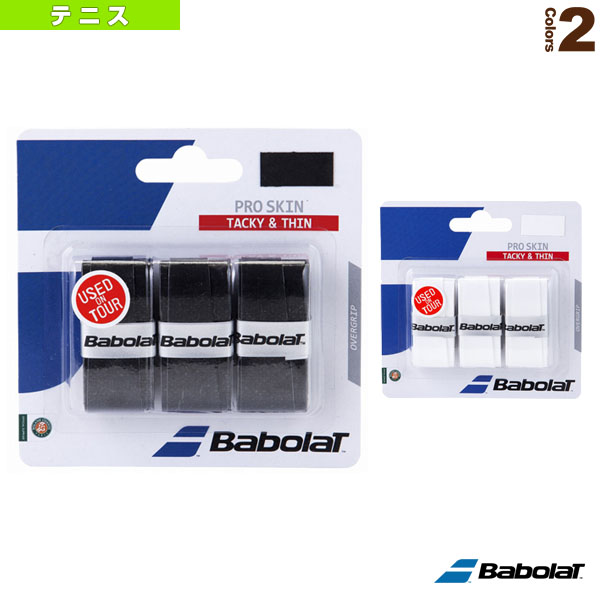 テニス
Colors 2
PRO SKIN™
TACKY & THIN
USED
ON
TOUR
BabolaT
BabolaT
BabolaT
OVERGRIP
BabolaT
PRO SKIN
TACKY & THIN
USED
ON
TOUR
BabolaT
BabolaT
BabolaT
OVERGRIP
BabolaT
BabolaT